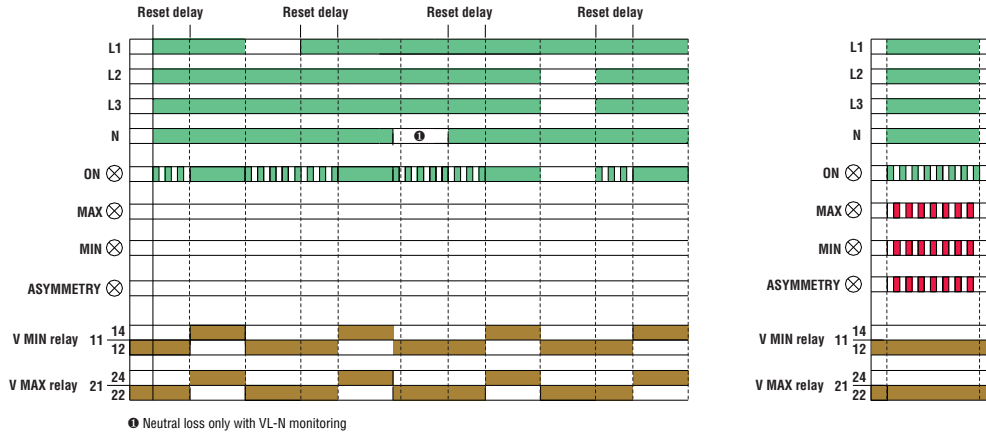 Reset delay Reset delay Reset delay Reset delay
L1 L1
L2 L2
L3 L3
N ❶ N
ON ON
MAX MAX
MIN MIN
ASYMMETRY ASYMMETRY
V MIN relay 11 14 12 V MIN relay 11 14 12
V MAX relay 21 24 22 V MAX relay 21 24 22
❶ Neutral loss only with VL-N monitoring